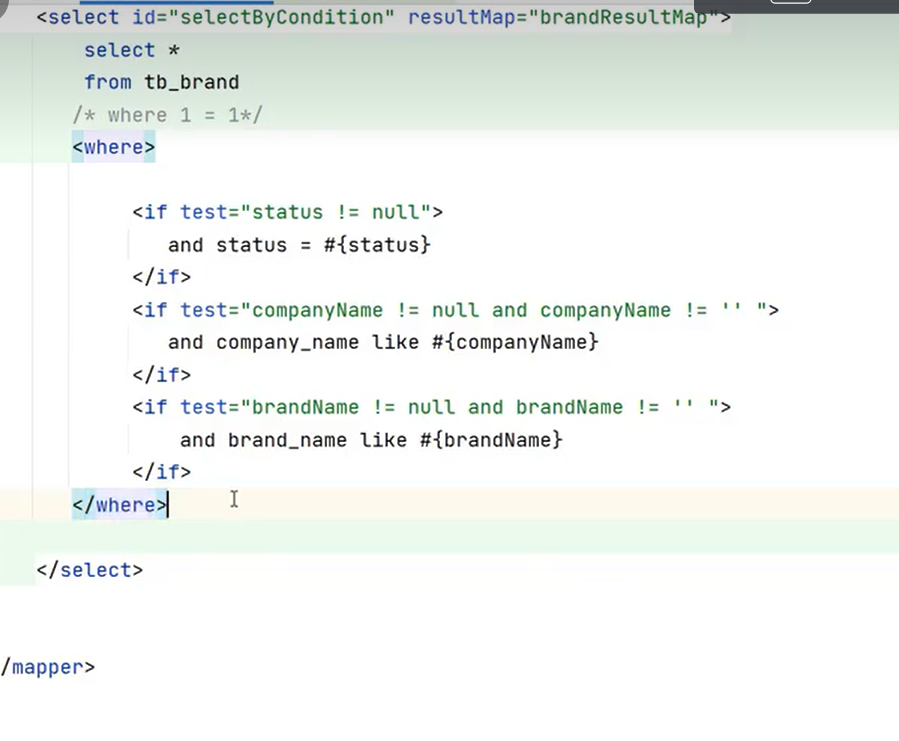 <select id="selectByCondition" resultMap="brandResultMap">
select *
from tb_brand
/* where 1 = 1*/
<where>
<if test="status != null">
and status = #{status}
</if>
<if test="companyName != null and companyName != '' ">
and company_name like #{companyName}
</if>
<if test="brandName != null and brandName != '' ">
and brand_name like #{brandName}
</if>
</where>
</select>
/mapper>